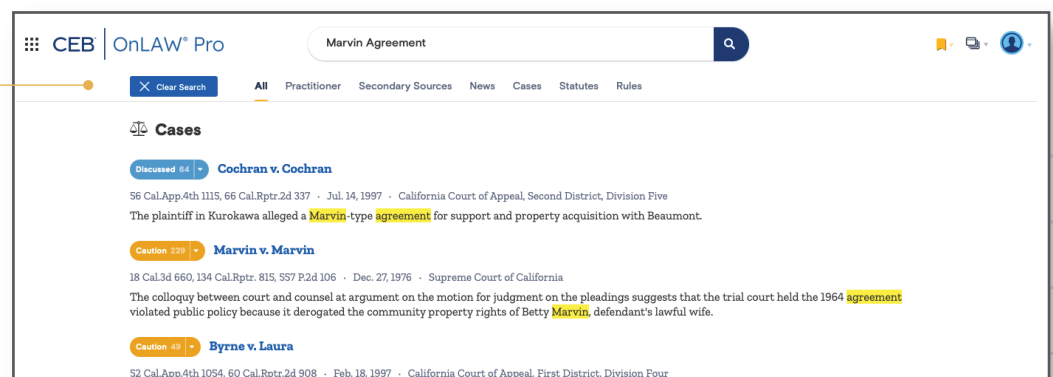 CEB OnLAW® Pro
Marvin Agreement
Clear Search All Practitioner Secondary Sources News Cases Statutes Rules
Cases
Discussed 64 Cochran v. Cochran
56 Cal.App.4th 1115, 66 Cal.Rptr.2d 337 · Jul. 14, 1997 · California Court of Appeal, Second District, Division Five
The plaintiff in Kurokawa alleged a Marvin-type agreement for support and property acquisition with Beaumont.
Caution 229 Marvin v. Marvin
18 Cal.3d 660, 134 Cal.Rptr. 815, 557 P.2d 106 · Dec. 27, 1976 · Supreme Court of California
The colloquy between court and counsel at argument on the motion for judgment on the pleadings suggests that the trial court held the 1964 agreement
violated public policy because it derogated the community property rights of Betty Marvin, defendant's lawful wife.
Caution 49 Byrne v. Laura
52 Cal.App.4th 1054, 60 Cal.Rptr.2d 908 · Feb. 18, 1997 · California Court of Appeal, First District, Division Four